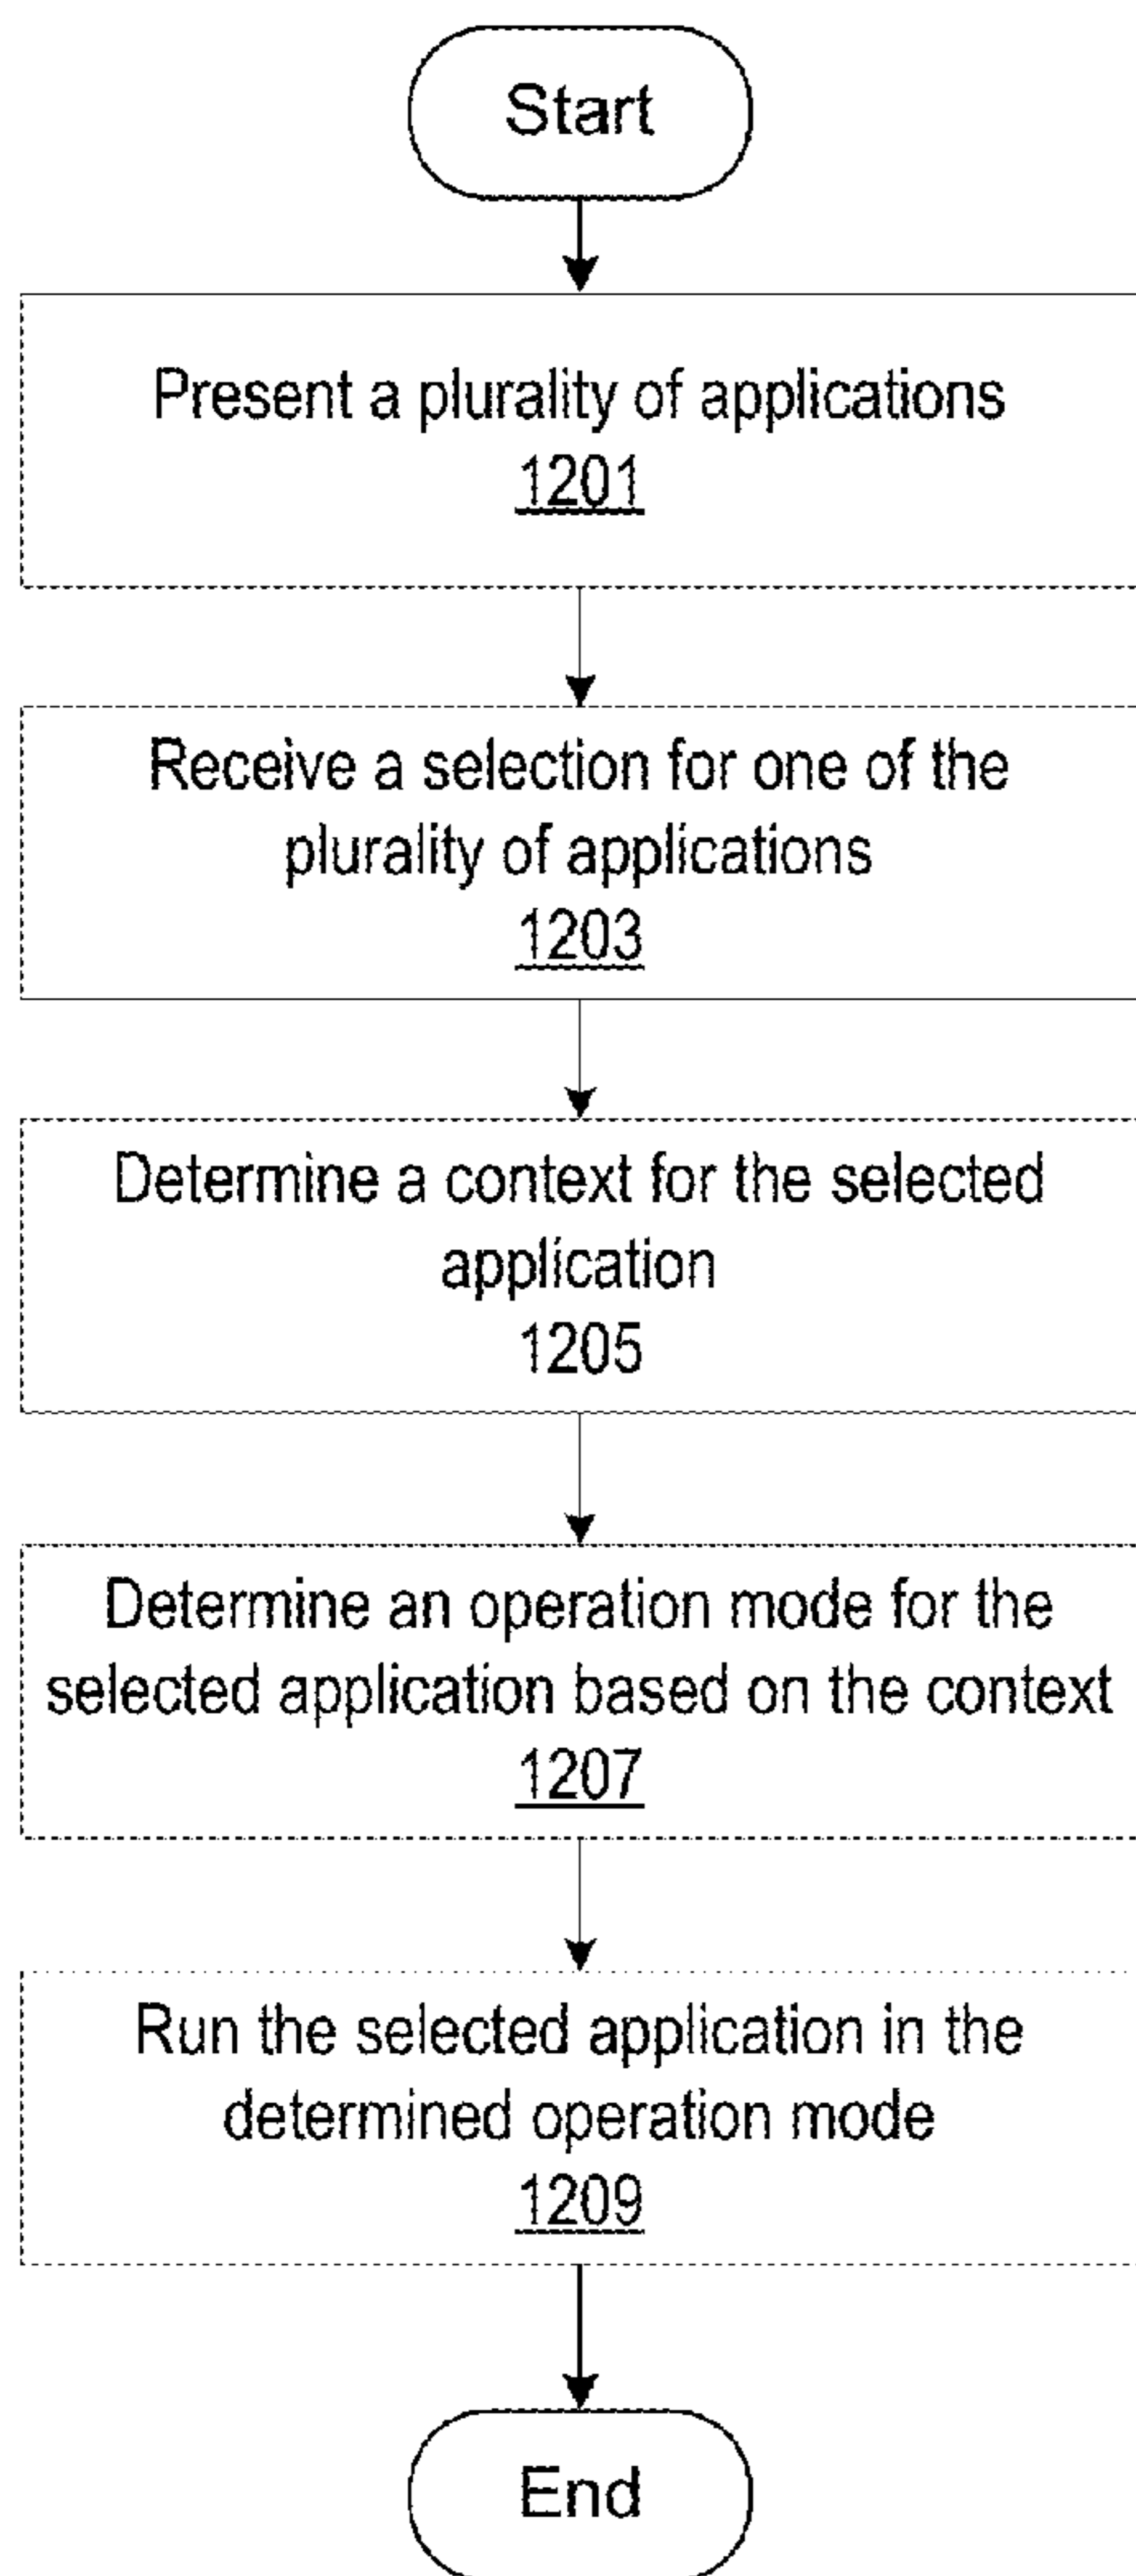 Start
Present a plurality of applications
1201
Receive a selection for one of the
plurality of applications
1203
Determine a context for the selected
application
1205
Determine an operation mode for the
selected application based on the context
1207
Run the selected application in the
determined operation mode
1209
End